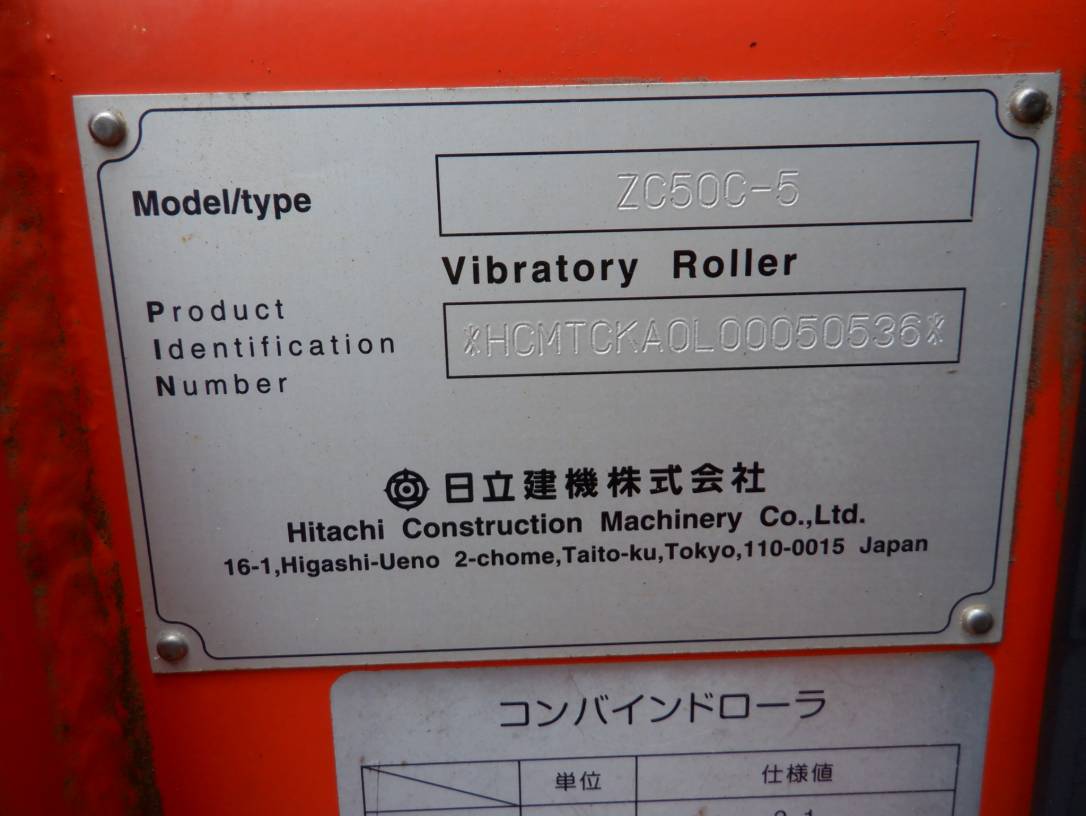 Model/type
ZC50C-5
Vibratory Roller
Product
Identification
Number
*HCMTCKA0L00050536*
日立建機株式会社
Hitachi Construction Machinery Co.,Ltd.
16-1,Higashi-Ueno 2-chome,Taito-ku,Tokyo,110-0015 Japan
コンバインドローラ
単位 仕様値